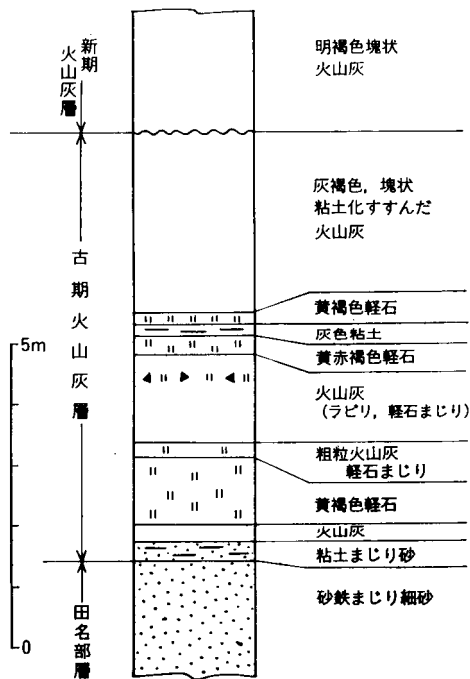 新期
火山灰層
古期火山灰層
田名部層
5m
0
明褐色塊状
火山灰
灰褐色，塊状
粘土化すすんだ
火山灰
黄褐色軽石
灰色粘土
黄赤褐色軽石
火山灰
(ラピリ，軽石まじり)
粗粒火山灰
軽石まじり
黄褐色軽石
火山灰
粘土まじり砂
砂鉄まじり細砂